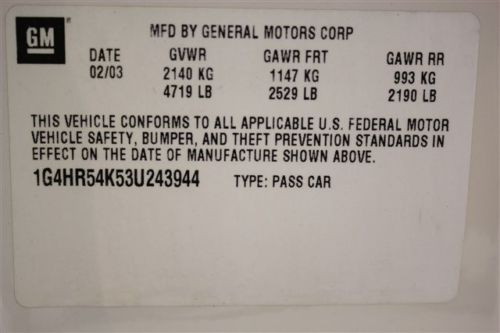 GM
MFD BY GENERAL MOTORS CORP
DATE GVWR GAWR FRT GAWR RR
02/03 2140 KG 1147 KG 993 KG
4719 LB 2529 LB 2190 LB
THIS VEHICLE CONFORMS TO ALL APPLICABLE U.S. FEDERAL MOTOR
VEHICLE SAFETY, BUMPER, AND THEFT PREVENTION STANDARDS IN
EFFECT ON THE DATE OF MANUFACTURE SHOWN ABOVE.
1G4HR54K53U243944 TYPE: PASS CAR